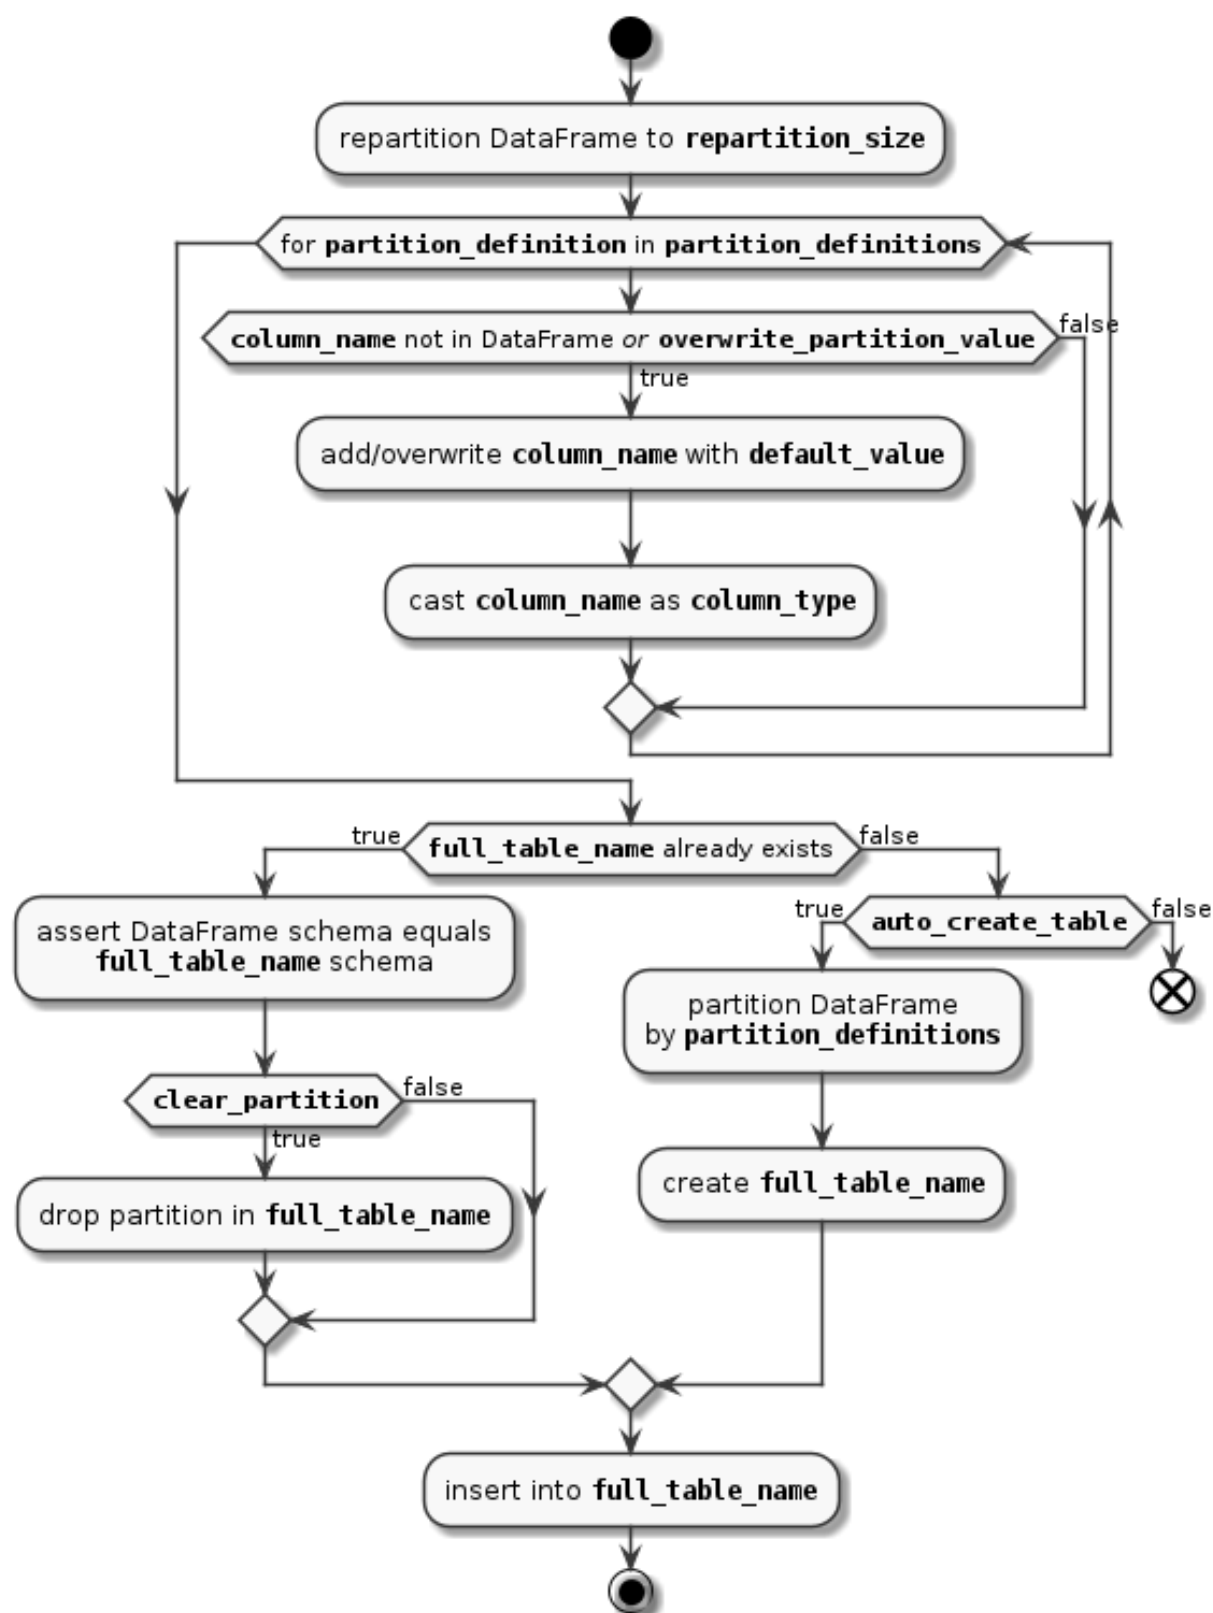 repartition DataFrame to repartition_size
for partition_definition in partition_definitions
column_name not in DataFrame or overwrite_partition_value
false
true
add/overwrite column_name with default_value
cast column_name as column_type
true
full_table_name already exists
false
assert DataFrame schema equals
full_table_name schema
true
auto_create_table
false
partition DataFrame
by partition_definitions
clear_partition
false
true
create full_table_name
drop partition in full_table_name
insert into full_table_name